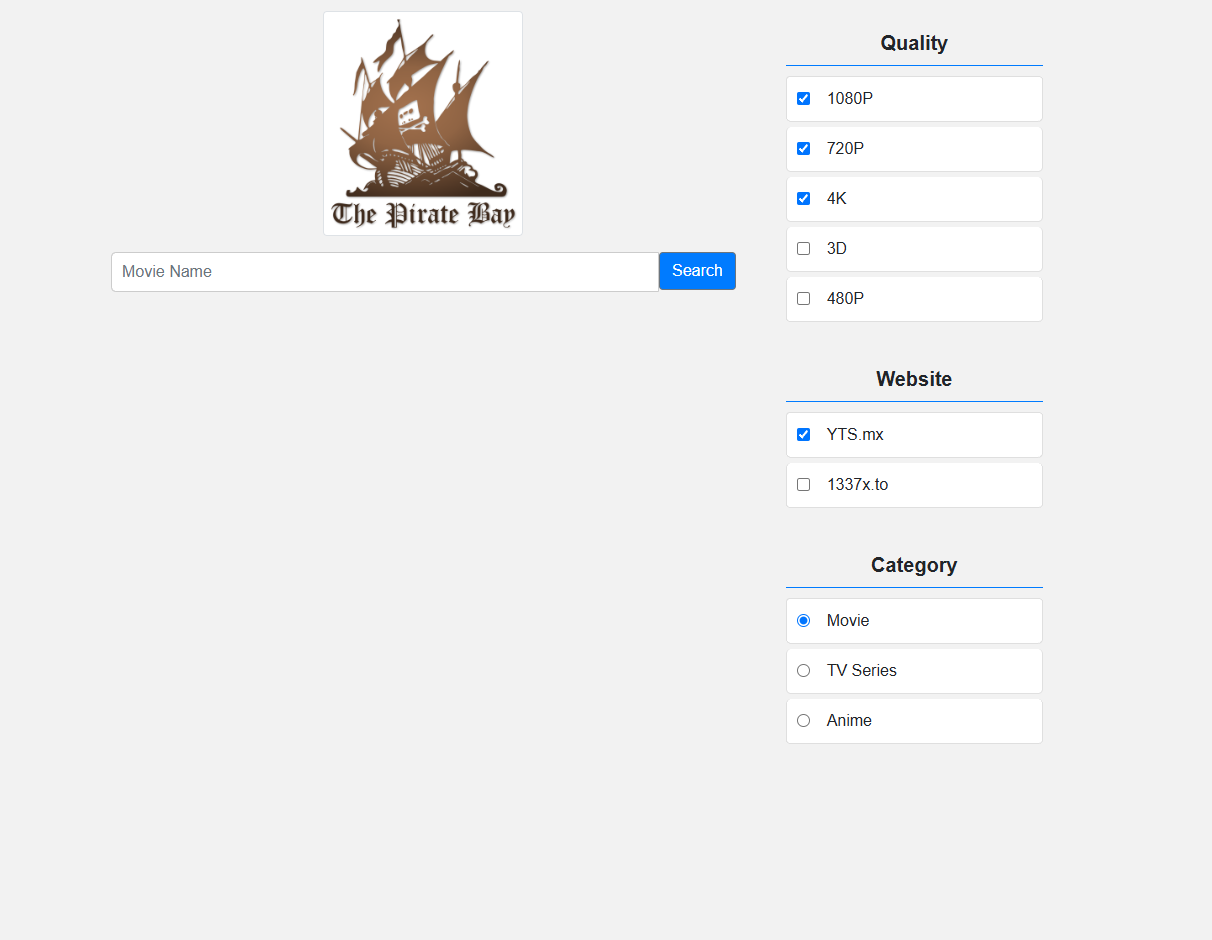 The Pirate Bay
Movie Name
Search
Quality
1080P
720P
4K
3D
480P
Website
YTS.mx
1337x.to
Category
Movie
TV Series
Anime